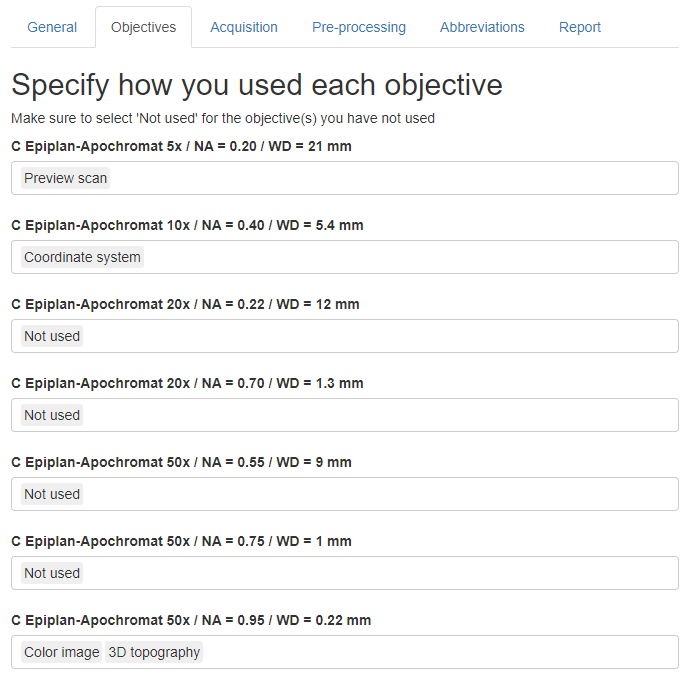 General Objectives Acquisition Pre-processing Abbreviations Report
Specify how you used each objective
Make sure to select 'Not used' for the objective(s) you have not used
C Epiplan-Apochromat 5x / NA = 0.20 / WD = 21 mm
Preview scan
C Epiplan-Apochromat 10x / NA = 0.40 / WD = 5.4 mm
Coordinate system
C Epiplan-Apochromat 20x / NA = 0.22 / WD = 12 mm
Not used
C Epiplan-Apochromat 20x / NA = 0.70 / WD = 1.3 mm
Not used
C Epiplan-Apochromat 50x / NA = 0.55 / WD = 9 mm
Not used
C Epiplan-Apochromat 50x / NA = 0.75 / WD = 1 mm
Not used
C Epiplan-Apochromat 50x / NA = 0.95 / WD = 0.22 mm
Color image 3D topography